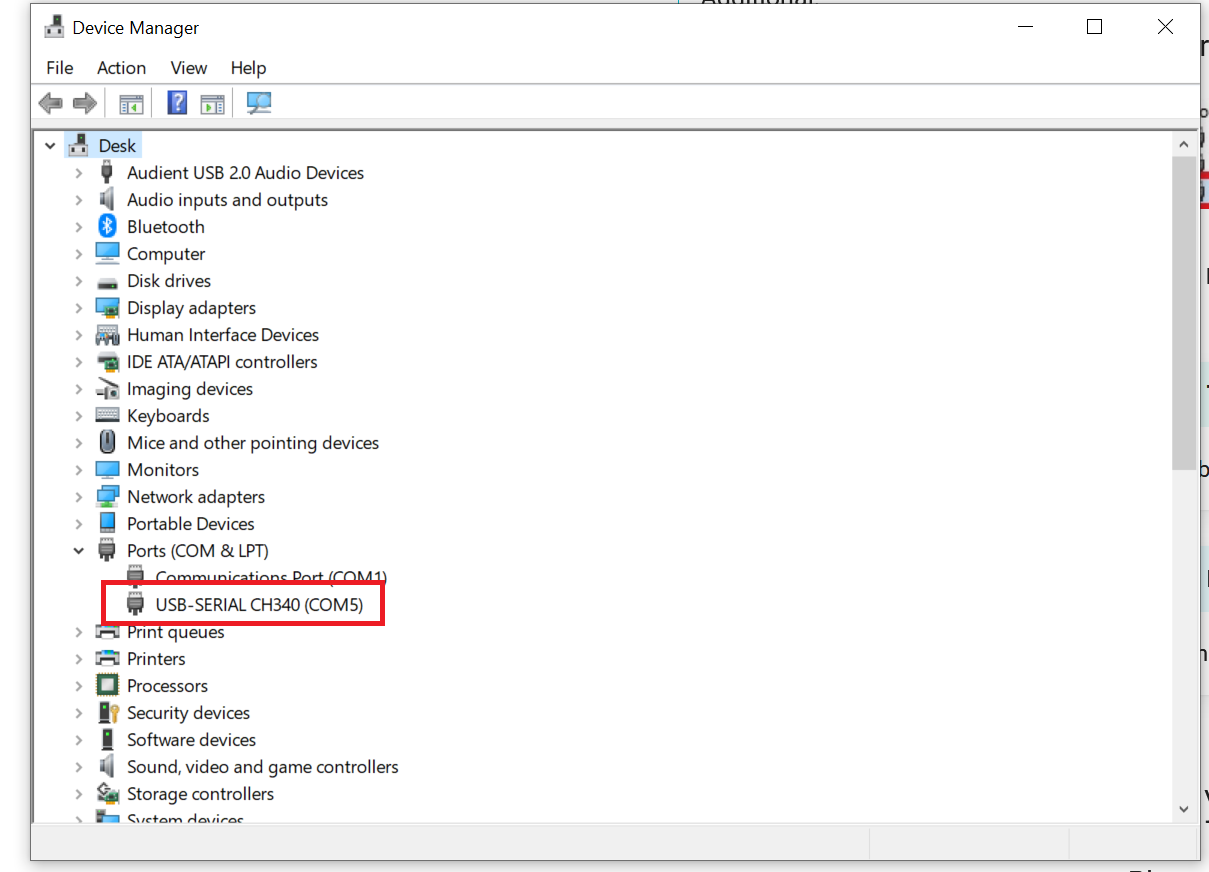 Device Manager
File Action View Help
Desk
Audient USB 2.0 Audio Devices
Audio inputs and outputs
Bluetooth
Computer
Disk drives
Display adapters
Human Interface Devices
IDE ATA/ATAPI controllers
Imaging devices
Keyboards
Mice and other pointing devices
Monitors
Network adapters
Portable Devices
Ports (COM & LPT)
Communications Port (COM1)
USB-SERIAL CH340 (COM5)
Print queues
Printers
Processors
Security devices
Software devices
Sound, video and game controllers
Storage controllers
System devices